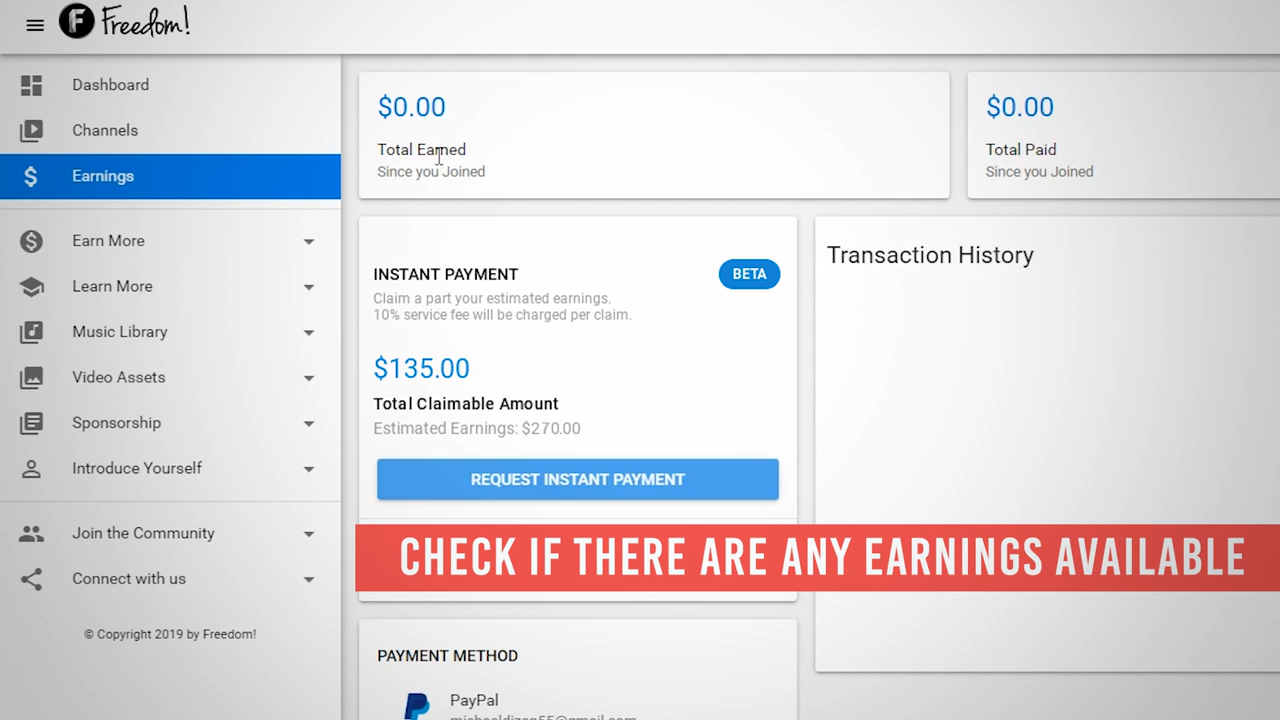 Freedom!
Dashboard
Channels
Earnings
Earn More
Learn More
Music Library
Video Assets
Sponsorship
Introduce Yourself
Join the Community
Connect with us
© Copyright 2019 by Freedom!
$0.00
Total Earned
Since you Joined
$0.00
Total Paid
Since you Joined
INSTANT PAYMENT
BETA
Claim a part your estimated earnings.
10% service fee will be charged per claim.
$135.00
Total Claimable Amount
Estimated Earnings: $270.00
REQUEST INSTANT PAYMENT
Transaction History
CHECK IF THERE ARE ANY EARNINGS AVAILABLE
PAYMENT METHOD
PayPal